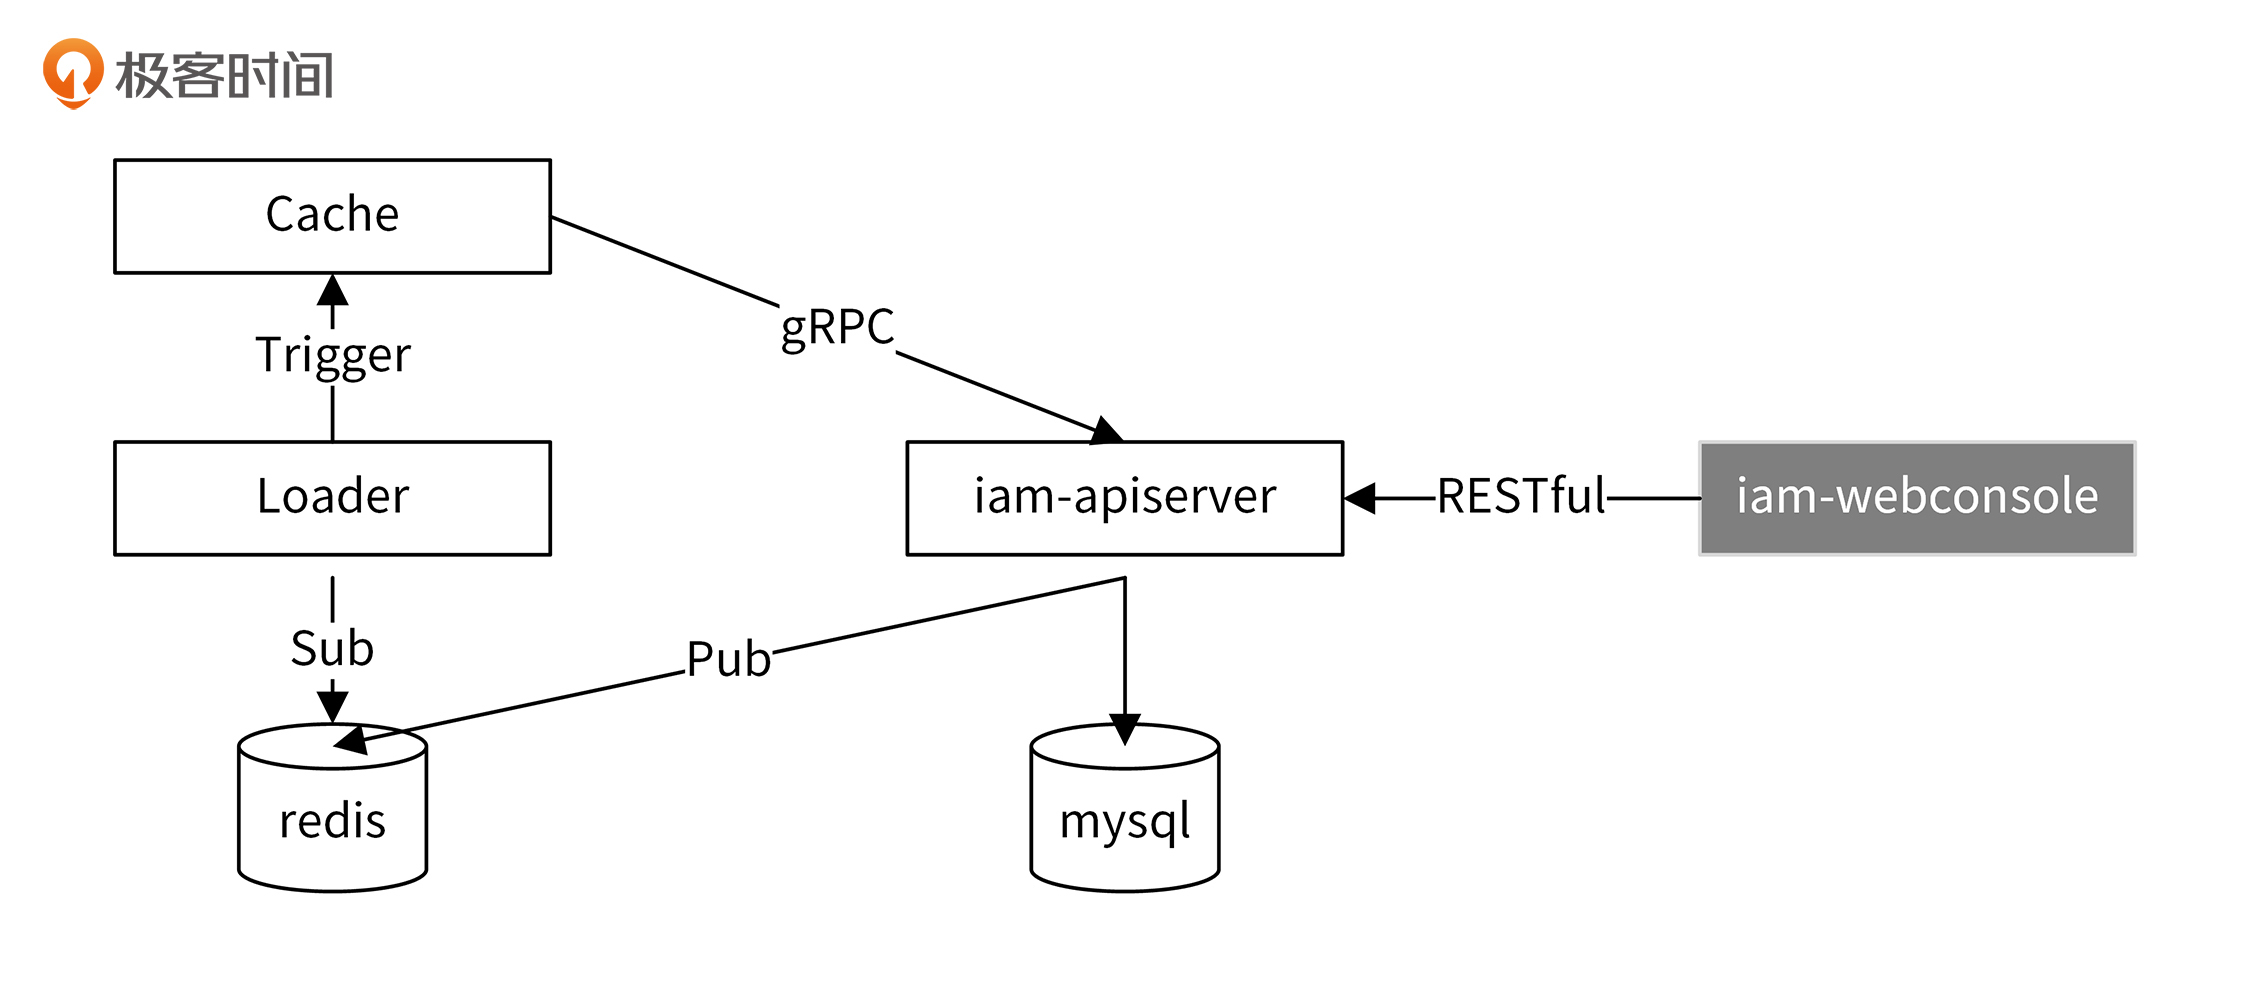 极客时间
Cache
gRPC
Trigger
Loader
iam-apiserver
RESTful
iam-webconsole
Sub
Pub
redis
mysql